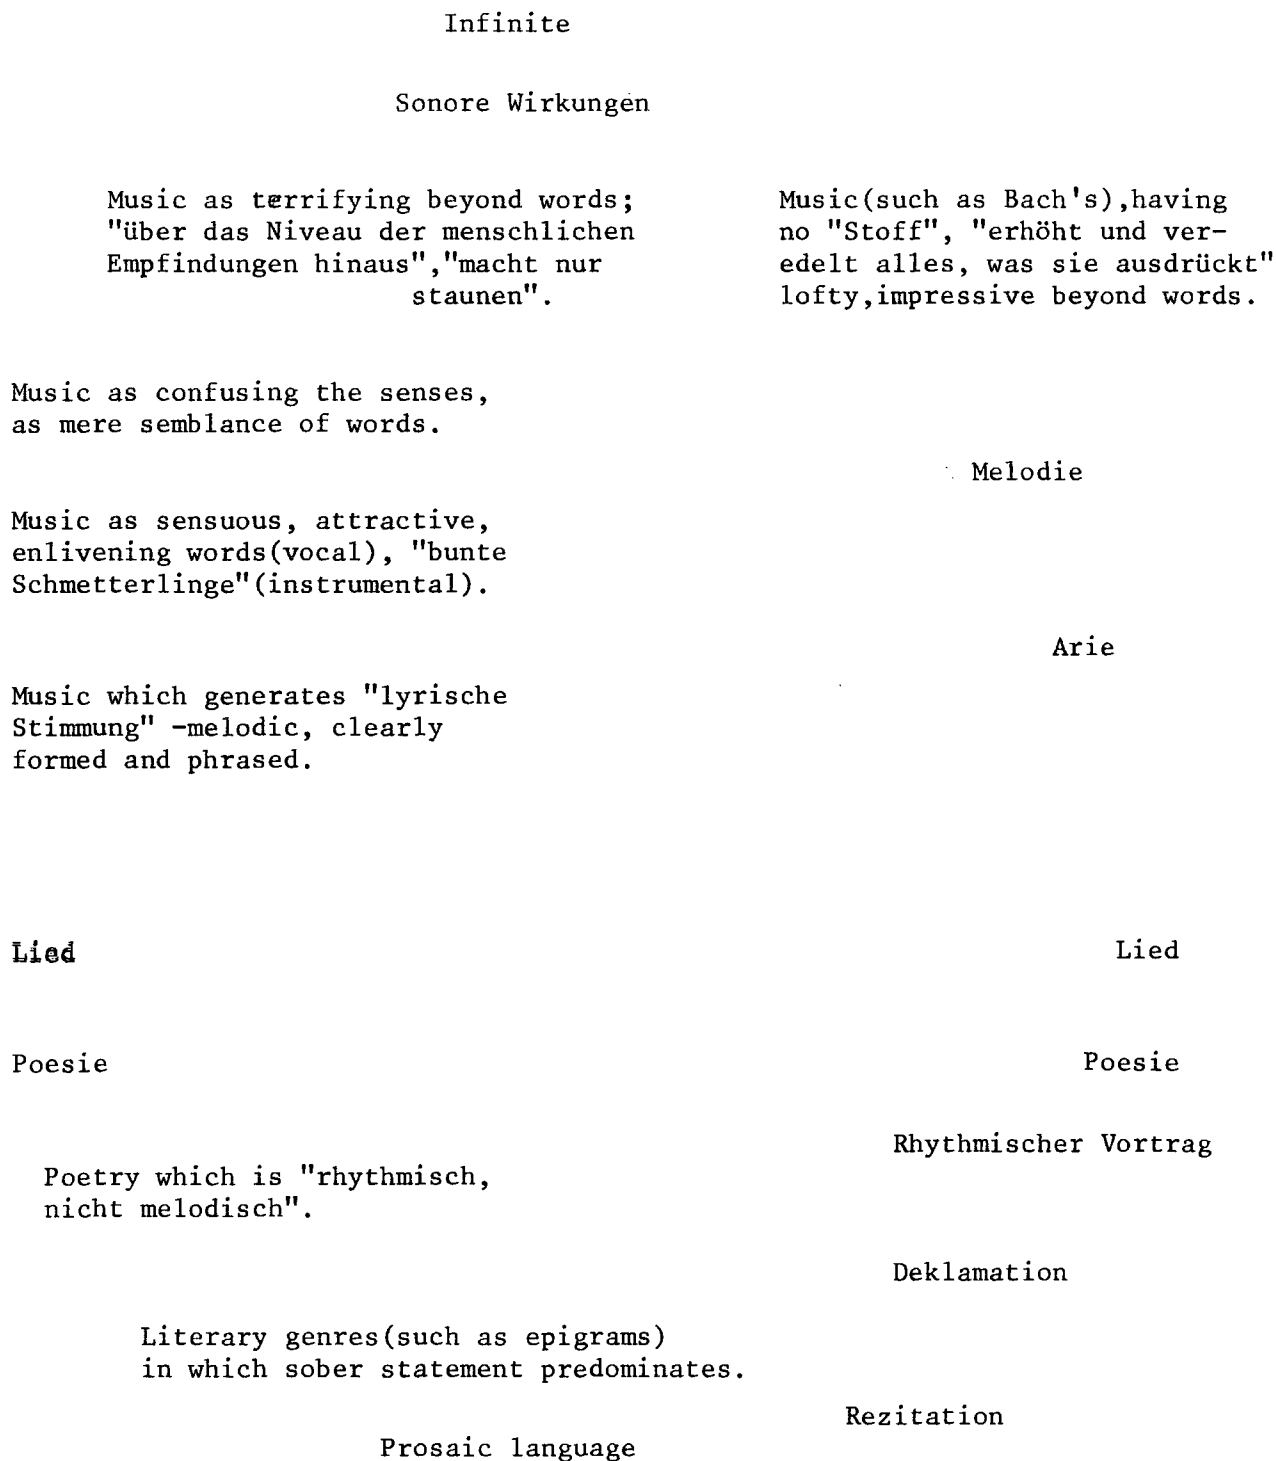 Infinite
Sonore Wirkungen
Music as terrifying beyond words;
"über das Niveau der menschlichen
Empfindungen hinaus","macht nur
staunen".
Music(such as Bach's),having
no "Stoff", "erhöht und ver-
edelt alles, was sie ausdrückt"
lofty,impressive beyond words.
Music as confusing the senses,
as mere semblance of words.
Melodie
Music as sensuous, attractive,
enlivening words(vocal), "bunte
Schmetterlinge"(instrumental).
Arie
Music which generates "lyrische
Stimmung" -melodic, clearly
formed and phrased.
Lied
Lied
Poesie
Poesie
Rhythmischer Vortrag
Poetry which is "rhythmisch,
nicht melodisch".
Deklamation
Literary genres(such as epigrams)
in which sober statement predominates.
Rezitation
Prosaic language